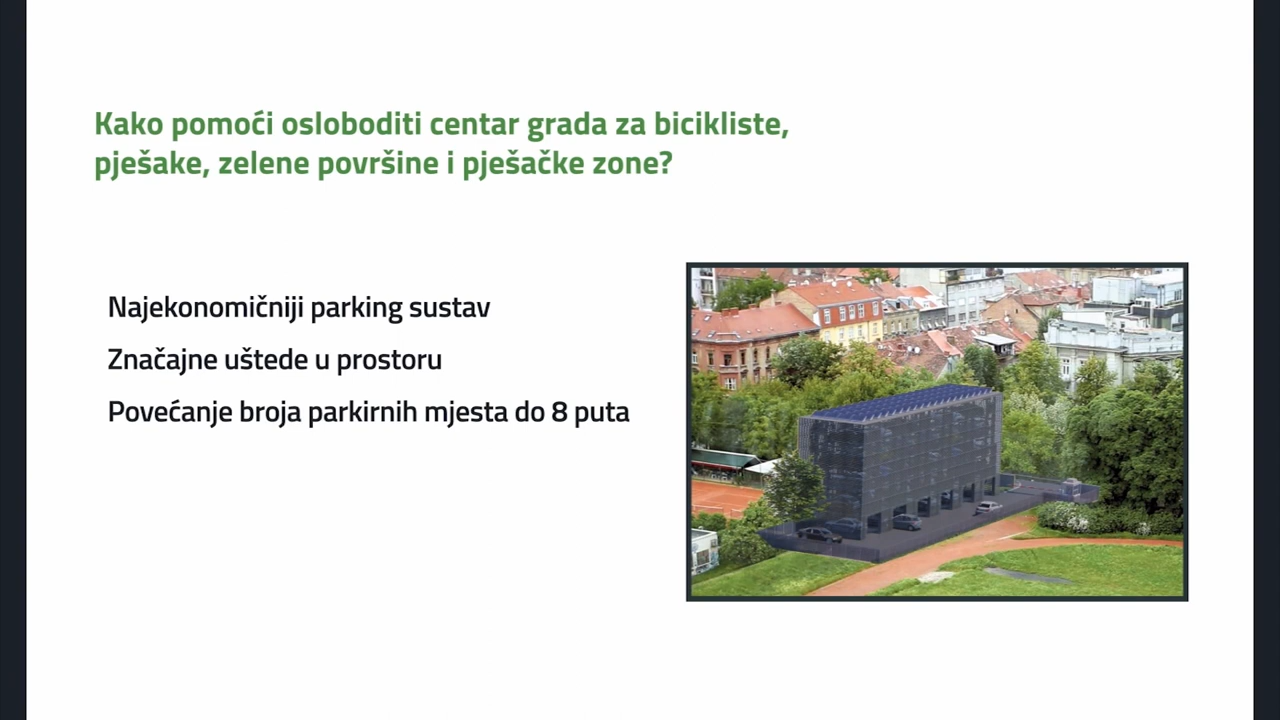 Kako pomoći osloboditi centar grada za bicikliste,
pješake, zelene površine i pješačke zone?
Najekonomičniji parking sustav
Značajne uštede u prostoru
Povećanje broja parkirnih mjesta do 8 puta